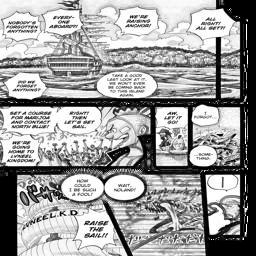 NOBODY'S
FORGOTTEN
ANYTHING?
EVERY-
ONE
ABOARD?!
WE'RE
RAISING
ANCHOR!
ALL
RIGHT!
ALL SET!!
DID WE
FORGET
ANYTHING?
TAKE A GOOD
LAST LOOK AT IT.
WE WON'T EVER
BE COMING BACK
TO THIS ISLAND
AGAIN.
SET A COURSE
FOR MARIJOA
AND CONTACT
NORTH BLUE!
RIGHT!
THEN
LET'S SET
SAIL.
WE'RE
GOING
HOME TO
LVNEEL
KINGDOM!
AW,
LET IT
GO!
I
FORGOT
...SOME-
THING.
HOW
COULD
I BE SUCH
A FOOL!
WAIT,
NOLAND!
!
LVNEEL.K.D
RAISE
THE
SAIL!!